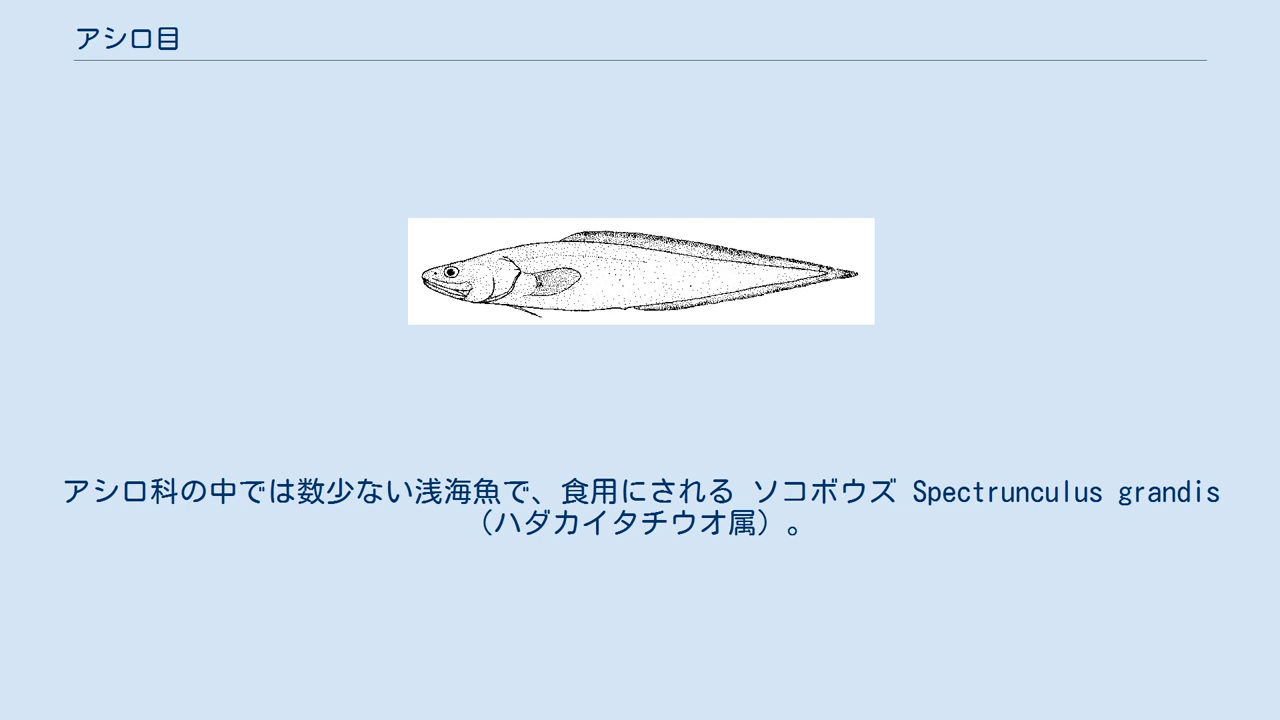 アシロ目
アシロ科の中では数少ない浅海魚で、食用にされる ソコボウズ Spectrunculus grandis
（ハダカイタチウオ属）。